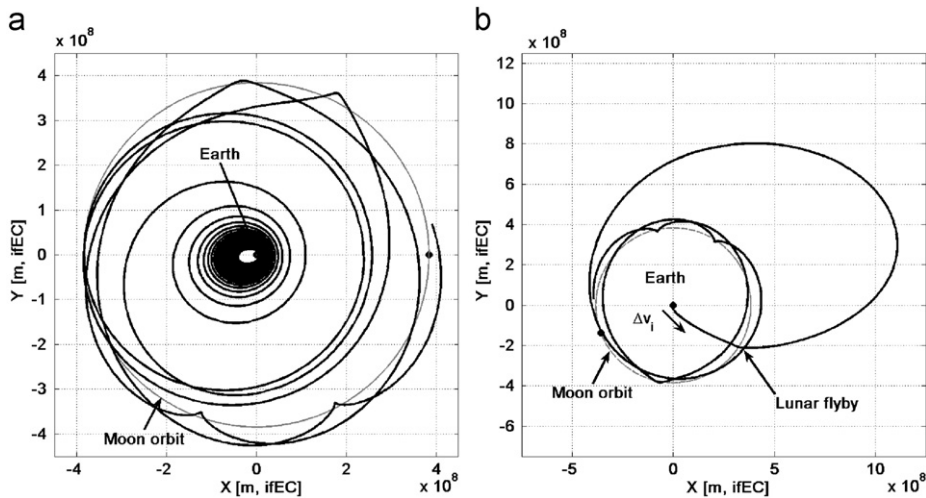 a
x 10^8
4
3
2
1
0
-1
-2
-3
-4
Y [m, ifEC]
Earth
Moon orbit
-4
-2
0
2
4
X [m, ifEC]
x 10^8
b
x 10^8
12
10
8
6
4
2
0
-2
-4
-6
Y [m, ifEC]
Earth
Δv_i
Moon orbit
Lunar flyby
-5
0
5
10
X [m, ifEC]
x 10^8